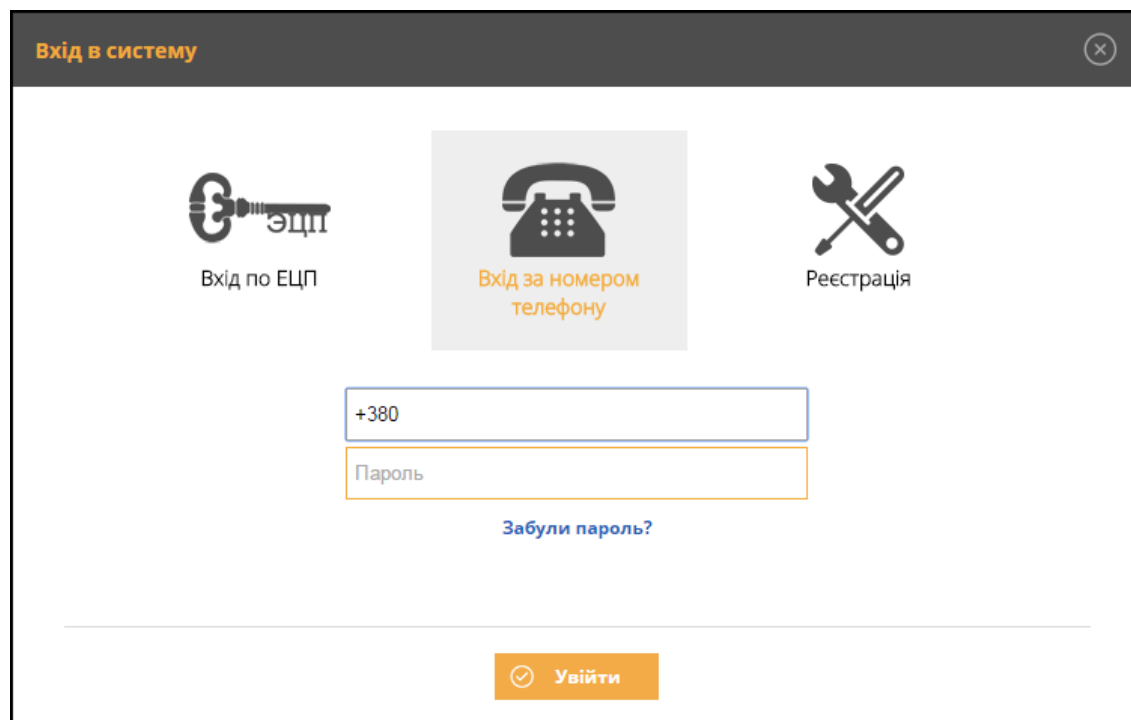 Вхід в систему
ЭЦП
Вхід по ЕЦП
Вхід за номером
телефону
Реєстрація
+380
Пароль
Забули пароль?
Увійти